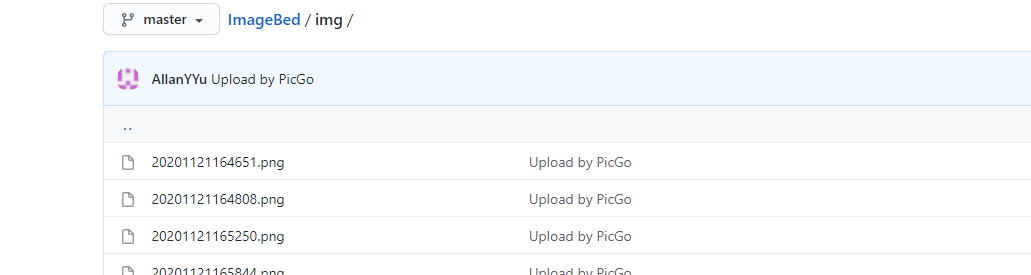 master ImageBed / img /
AllanYYu Upload by PicGo
..
20201121164651.png Upload by PicGo
20201121164808.png Upload by PicGo
20201121165250.png Upload by PicGo
20201121165844.png Upload by PicGo